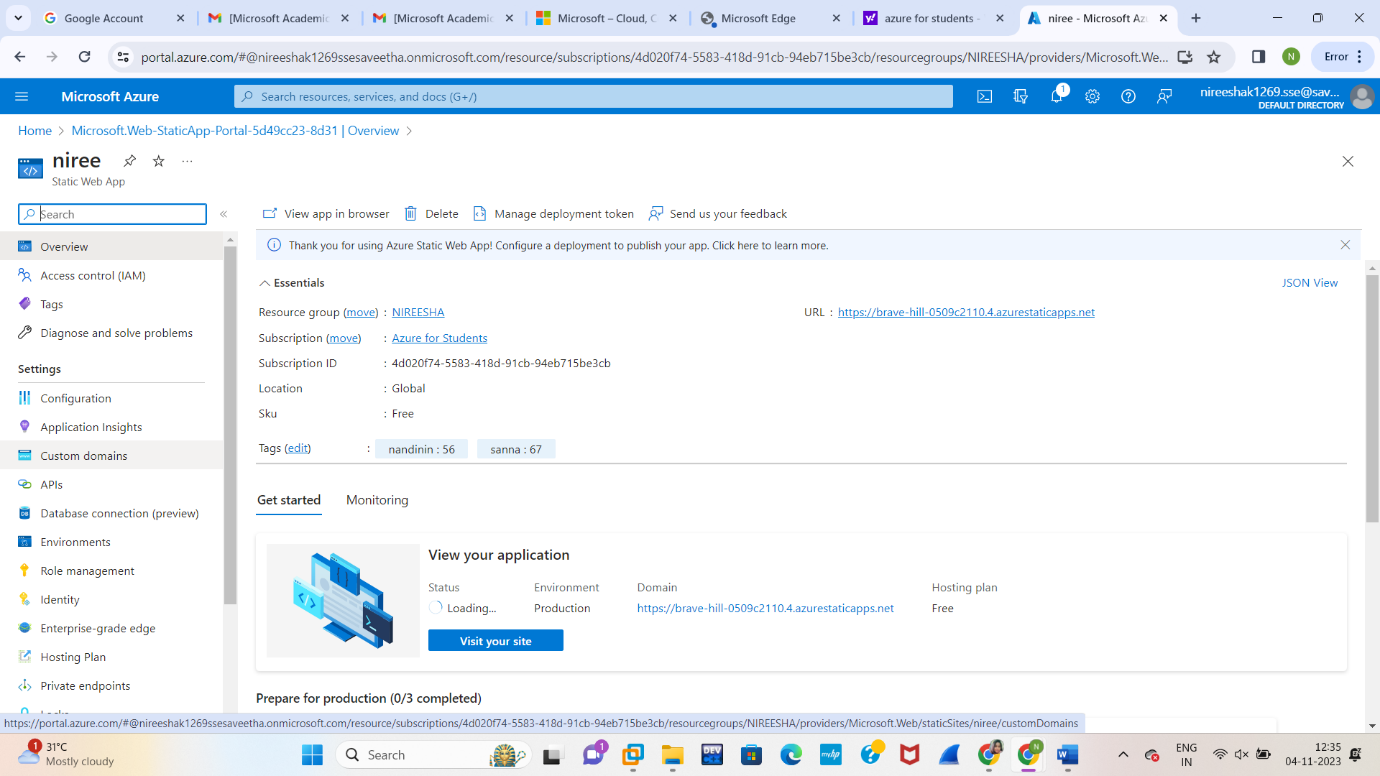 Google Account
[Microsoft Academic
[Microsoft Academic
Microsoft – Cloud, C
Microsoft Edge
azure for students -
niree - Microsoft Az
portal.azure.com/#@nireeshak1269ssesaveetha.onmicrosoft.com/resource/subscriptions/4d020f74-5583-418d-91cb-94eb715be3cb/resourcegroups/NIREESHA/providers/Microsoft.We...
N
Error
Microsoft Azure
Search resources, services, and docs (G+/)
1
nireeshak1269.sse@sav...
DEFAULT DIRECTORY
Home > Microsoft.Web-StaticApp-Portal-5d49cc23-8d31 | Overview >
niree
Static Web App
Search
Overview
Access control (IAM)
Tags
Diagnose and solve problems
Settings
Configuration
Application Insights
Custom domains
APIs
Database connection (preview)
Environments
Role management
Identity
Enterprise-grade edge
Hosting Plan
Private endpoints
View app in browser
Delete
Manage deployment token
Send us your feedback
Thank you for using Azure Static Web App! Configure a deployment to publish your app. Click here to learn more.
Essentials
JSON View
Resource group (move) : NIREESHA
URL : https://brave-hill-0509c2110.4.azurestaticapps.net
Subscription (move) : Azure for Students
Subscription ID : 4d020f74-5583-418d-91cb-94eb715be3cb
Location : Global
Sku : Free
Tags (edit) : nandinin : 56 sanna : 67
Get started Monitoring
View your application
Status Environment Domain Hosting plan
Loading... Production https://brave-hill-0509c2110.4.azurestaticapps.net Free
Visit your site
Prepare for production (0/3 completed)
https://portal.azure.com/#@nireeshak1269ssesaveetha.onmicrosoft.com/resource/subscriptions/4d020f74-5583-418d-91cb-94eb715be3cb/resourcegroups/NIREESHA/providers/Microsoft.Web/staticSites/niree/customDomains
1
31°C
Mostly cloudy
Search
1
DEV
myhp
N
ENG
IN
12:35
04-11-2023